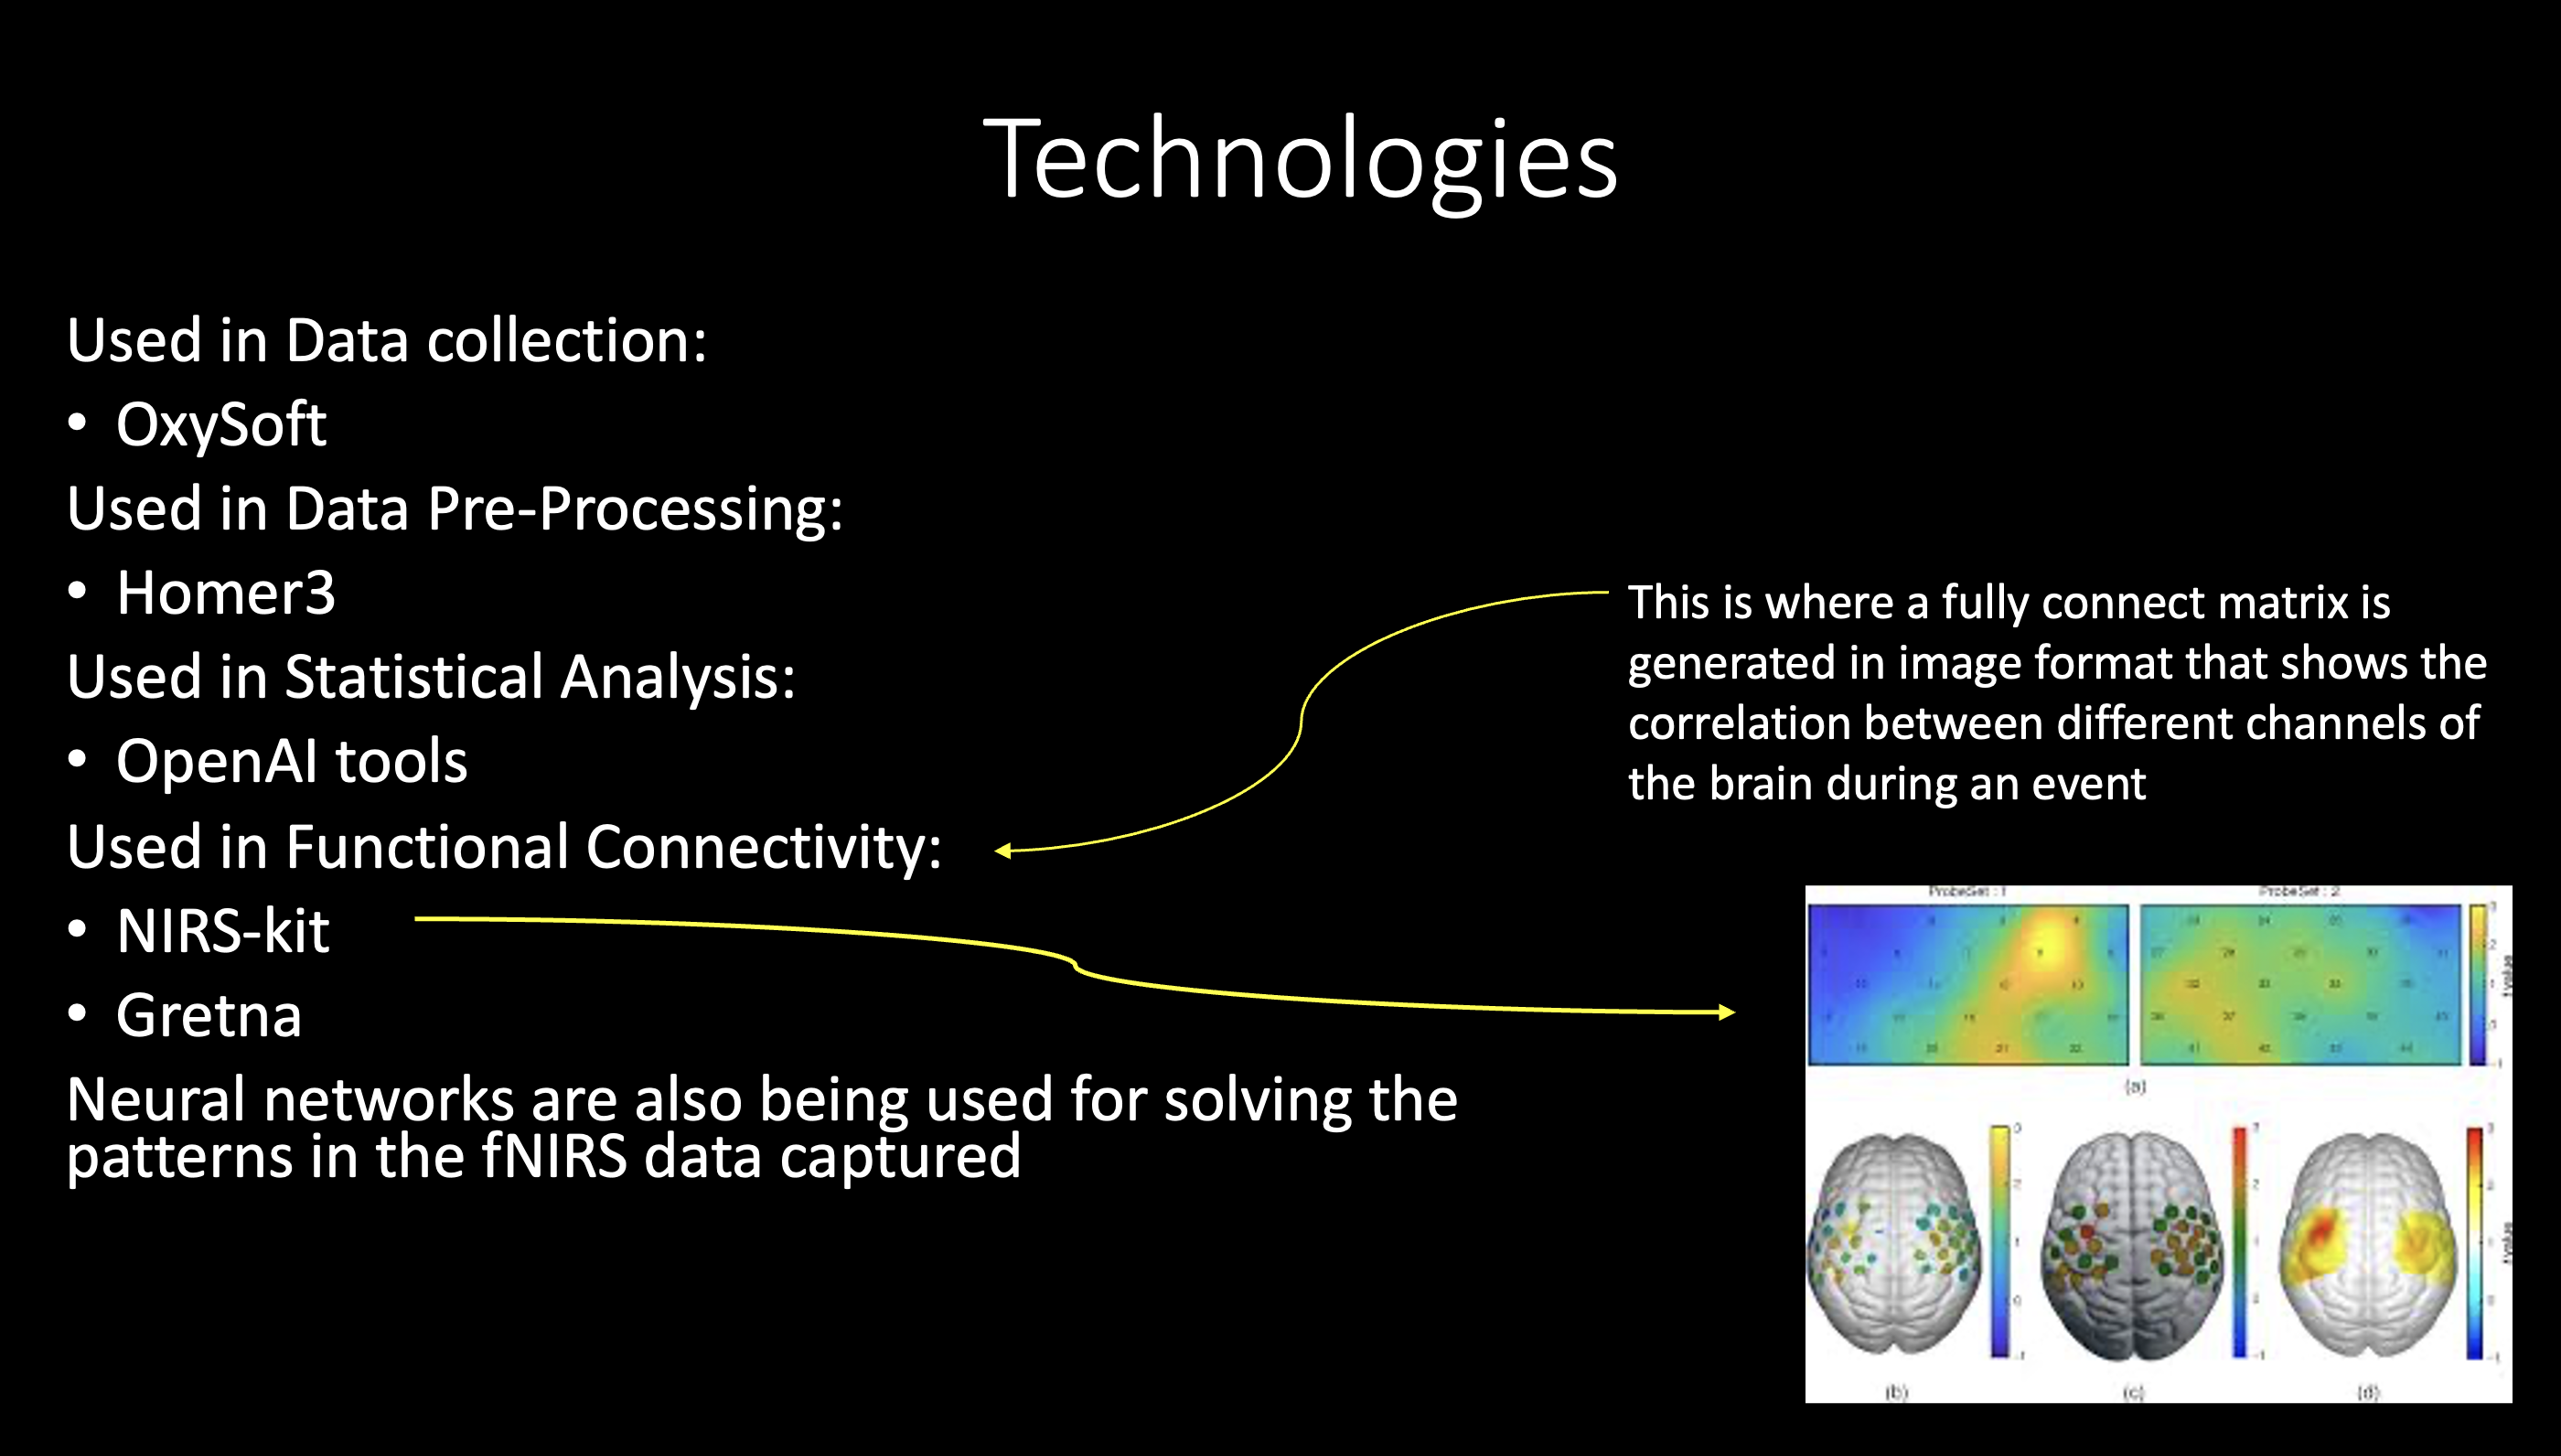 Technologies
Used in Data collection:
• OxySoft
Used in Data Pre-Processing:
• Homer3
Used in Statistical Analysis:
• OpenAI tools
Used in Functional Connectivity:
• NIRS-kit
• Gretna
Neural networks are also being used for solving the
patterns in the fNIRS data captured
This is where a fully connect matrix is
generated in image format that shows the
correlation between different channels of
the brain during an event
ProbeSet : 1
ProbeSet : 2
(a)
(b)
(c)
(d)